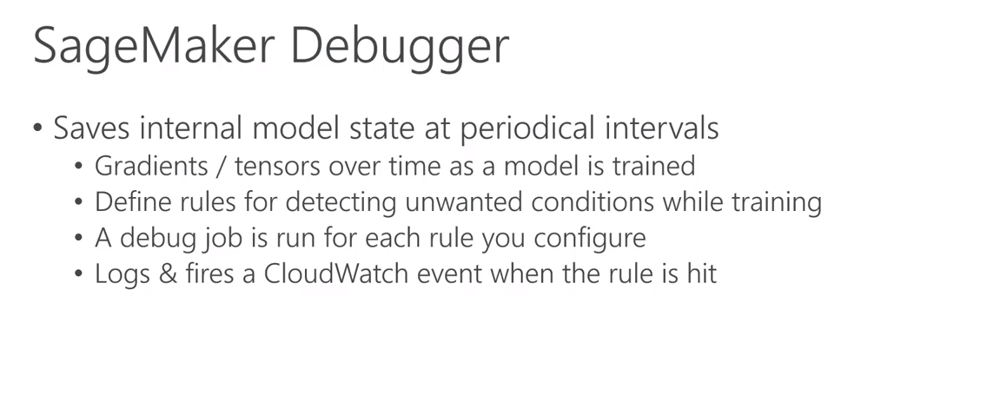 SageMaker Debugger
• Saves internal model state at periodical intervals
• Gradients / tensors over time as a model is trained
• Define rules for detecting unwanted conditions while training
• A debug job is run for each rule you configure
• Logs & fires a CloudWatch event when the rule is hit